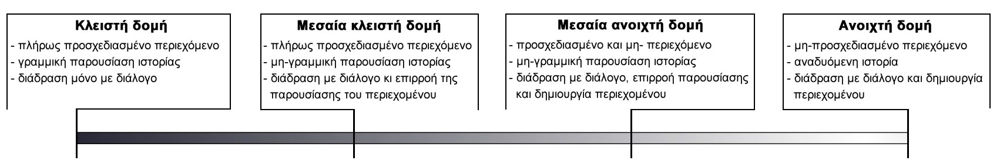 Κλειστή δομή
- πλήρως προσχεδιασμένο περιεχόμενο
- γραμμική παρουσίαση ιστορίας
- διάδραση μόνο με διάλογο
Μεσαία κλειστή δομή
- πλήρως προσχεδιασμένο περιεχόμενο
- μη-γραμμική παρουσίαση ιστορίας
- διάδραση με διάλογο κι επιρροή της
παρουσίασης του περιεχομένου
Μεσαία ανοιχτή δομή
- προσχεδιασμένο και μη- περιεχόμενο
- μη-γραμμική παρουσίαση ιστορίας
- διάδραση με διάλογο, επιρροή παρουσίασης
και δημιουργία περιεχομένου
Ανοιχτή δομή
- μη-προσχεδιασμένο περιεχόμενο
- αναδυόμενη ιστορία
- διάδραση με διάλογο και δημιουργία
περιεχομένου